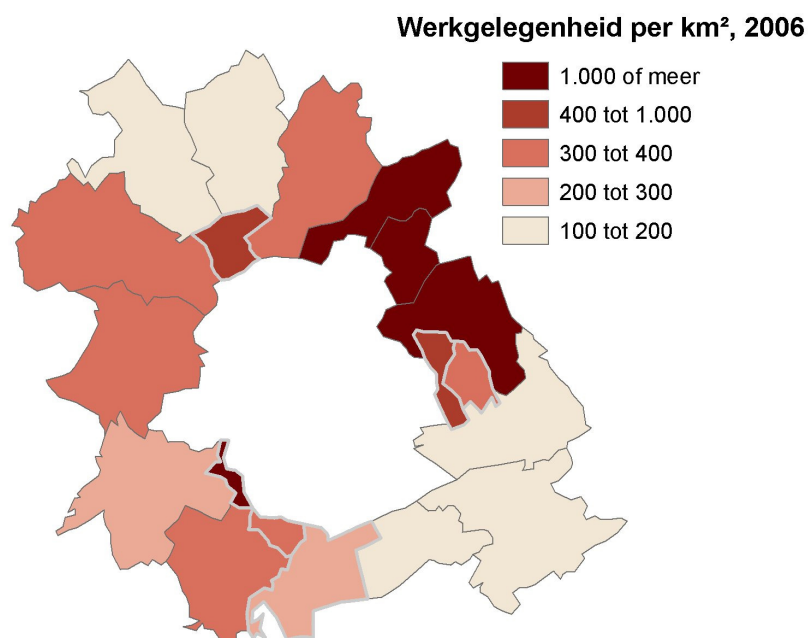 Werkgelegenheid per km², 2006
1.000 of meer
400 tot 1.000
300 tot 400
200 tot 300
100 tot 200